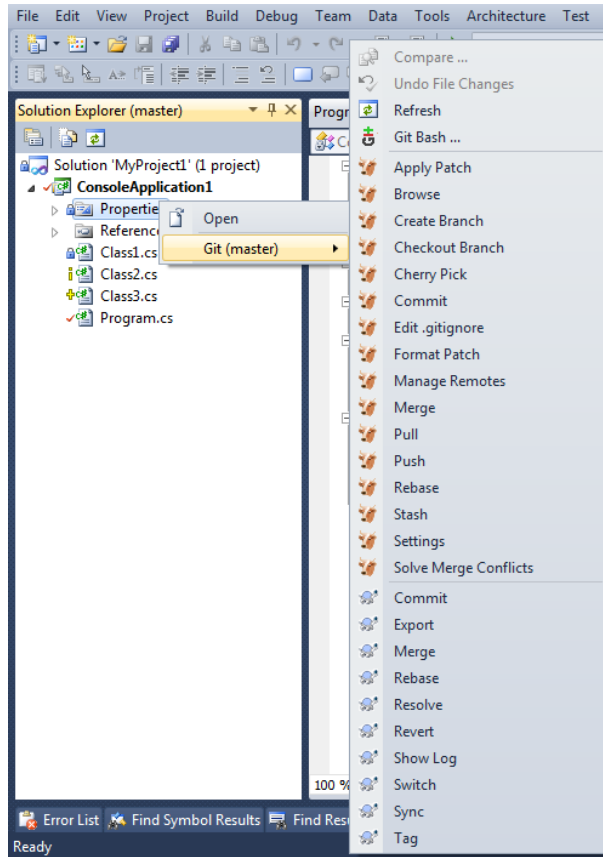 File Edit View Project Build Debug Team Data Tools Architecture Test
Solution Explorer (master)
Solution 'MyProject1' (1 project)
ConsoleApplication1
Class1.cs
Class2.cs
Class3.cs
Program.cs
Open
Git (master)
Compare ...
Undo File Changes
Refresh
Git Bash ...
Apply Patch
Browse
Create Branch
Checkout Branch
Cherry Pick
Commit
Edit .gitignore
Format Patch
Manage Remotes
Merge
Pull
Push
Rebase
Stash
Settings
Solve Merge Conflicts
Commit
Export
Merge
Rebase
Resolve
Revert
Show Log
Switch
Sync
Tag
100 %
Error List Find Symbol Results Find
Ready